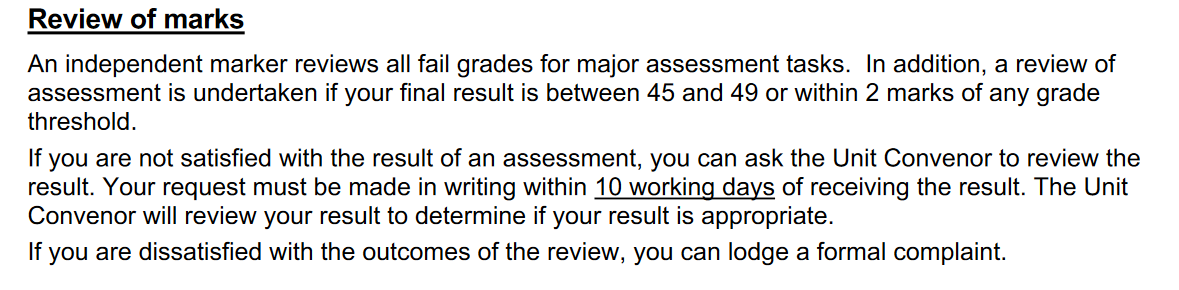 Review of marks
An independent marker reviews all fail grades for major assessment tasks.  In addition, a review of
assessment is undertaken if your final result is between 45 and 49 or within 2 marks of any grade
threshold.
If you are not satisfied with the result of an assessment, you can ask the Unit Convenor to review the
result. Your request must be made in writing within 10 working days of receiving the result. The Unit
Convenor will review your result to determine if your result is appropriate.
If you are dissatisfied with the outcomes of the review, you can lodge a formal complaint.